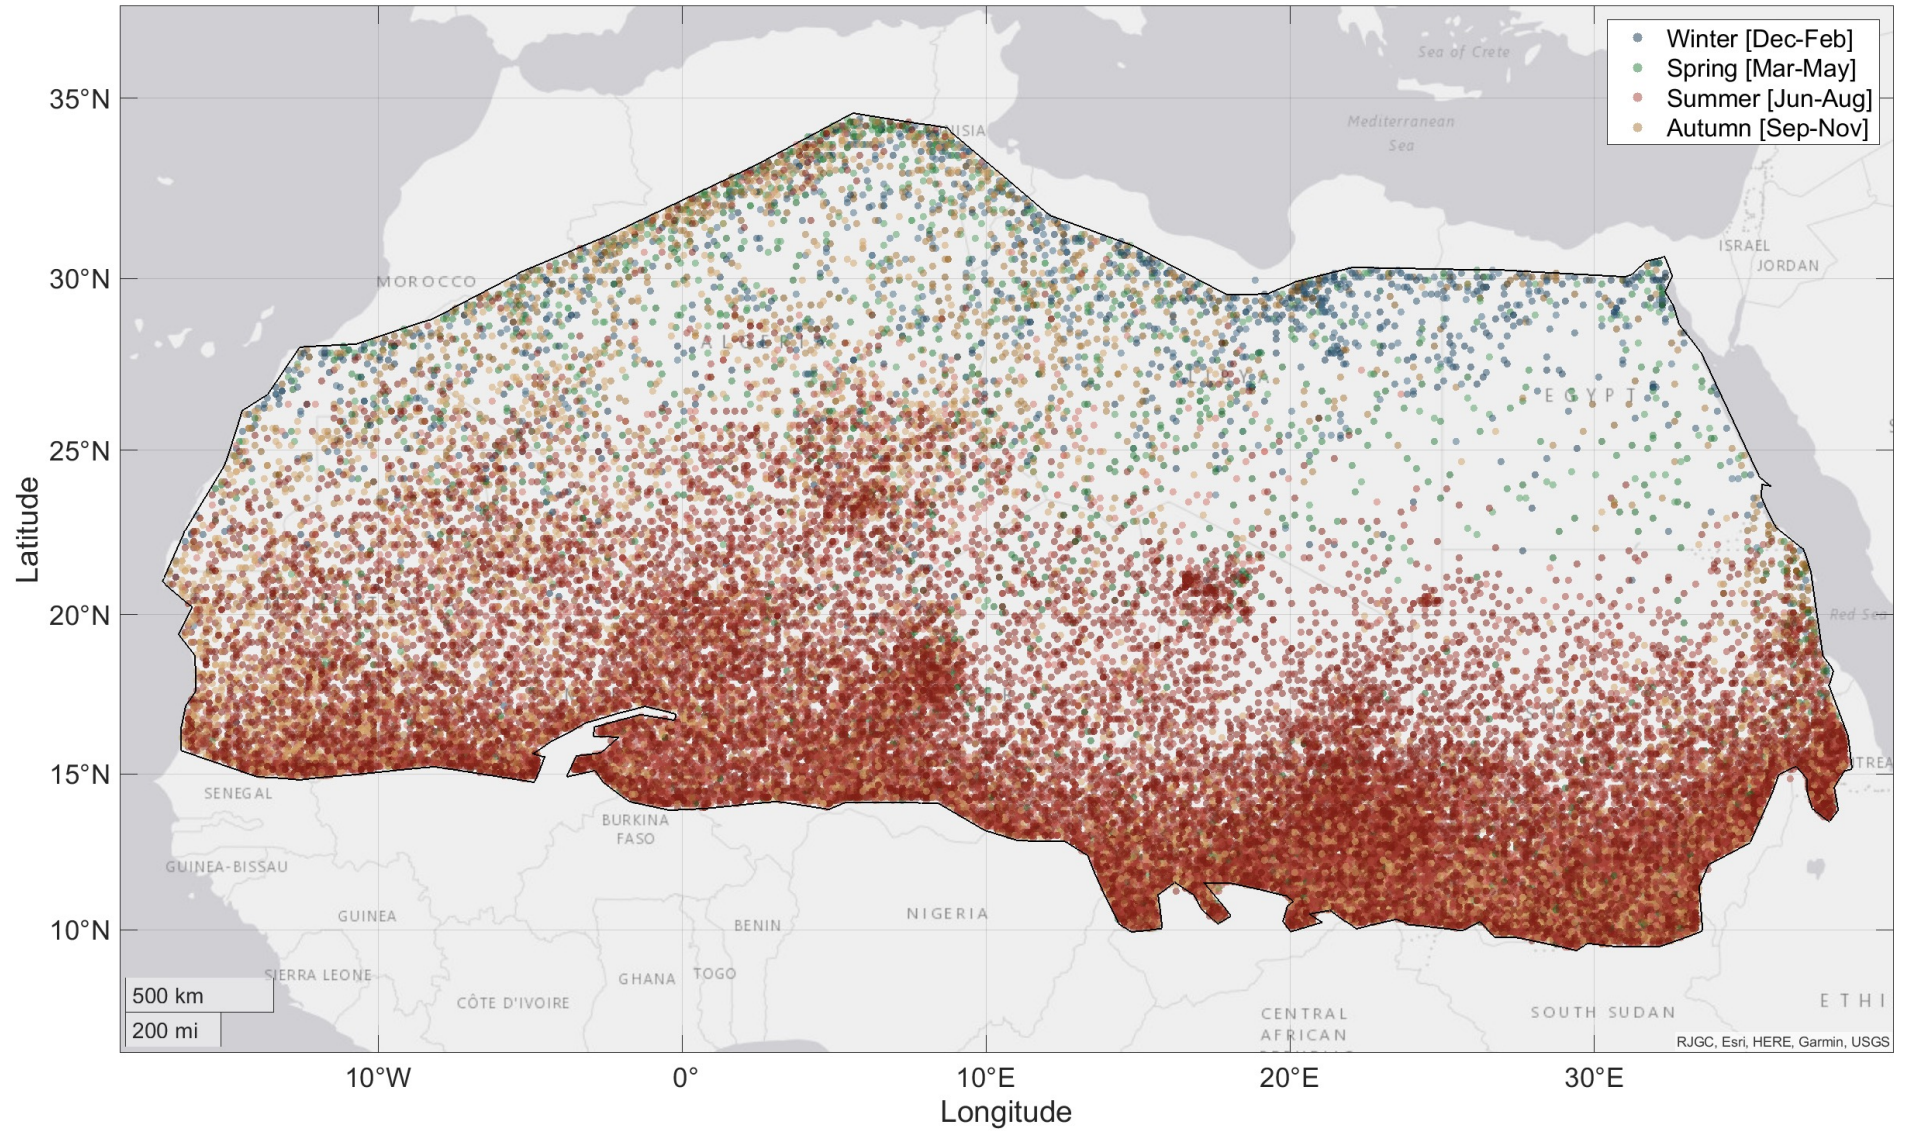 Winter [Dec-Feb]
Spring [Mar-May]
Summer [Jun-Aug]
Autumn [Sep-Nov]
Sea of Crete
35°N
Mediterranean
Sea
ISRAEL
JORDAN
MOROCCO
30°N
ALGERIA
EGYPT
25°N
Latitude
20°N
Red Sea
15°N
SENEGAL
BURKINA
FASO
GUINEA-BISSAU
GUINEA
BENIN
NIGERIA
10°N
SIERRA LEONE
GHANA
TOGO
CÔTE D'IVOIRE
500 km
200 mi
CENTRAL
AFRICAN
SOUTH SUDAN
ETHI
RJGC, Esri, HERE, Garmin, USGS
10°W
0°
10°E
20°E
30°E
Longitude